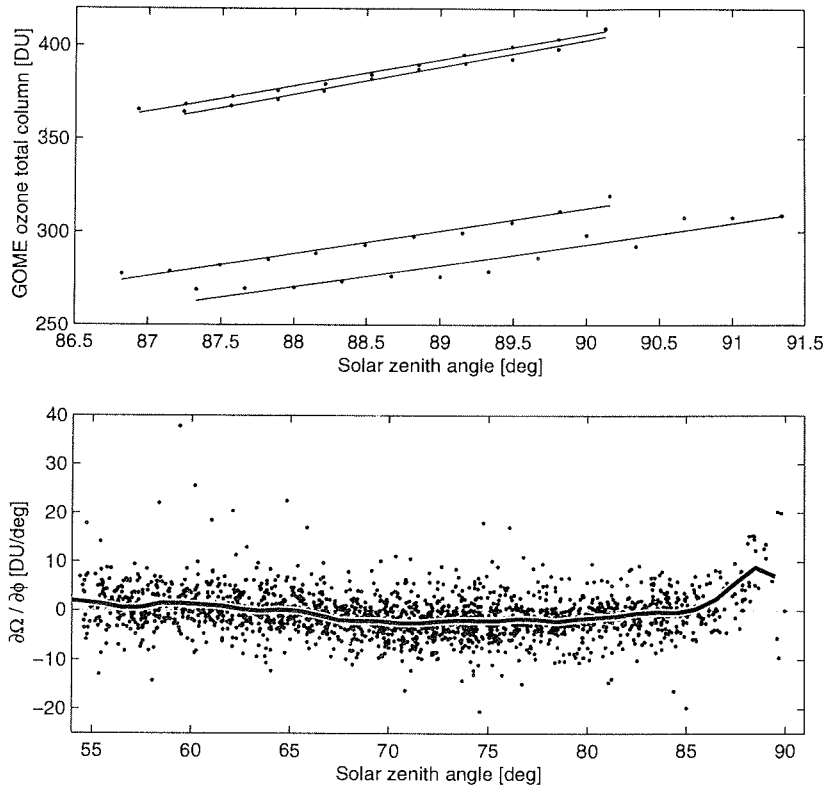 GOME ozone total column [DU]
400
350
300
250
86.5 87 87.5 88 88.5 89 89.5 90 90.5 91 91.5
Solar zenith angle [deg]
∂Ω / ∂ϕ [DU/deg]
40
30
20
10
0
−10
−20
55 60 65 70 75 80 85 90
Solar zenith angle [deg]